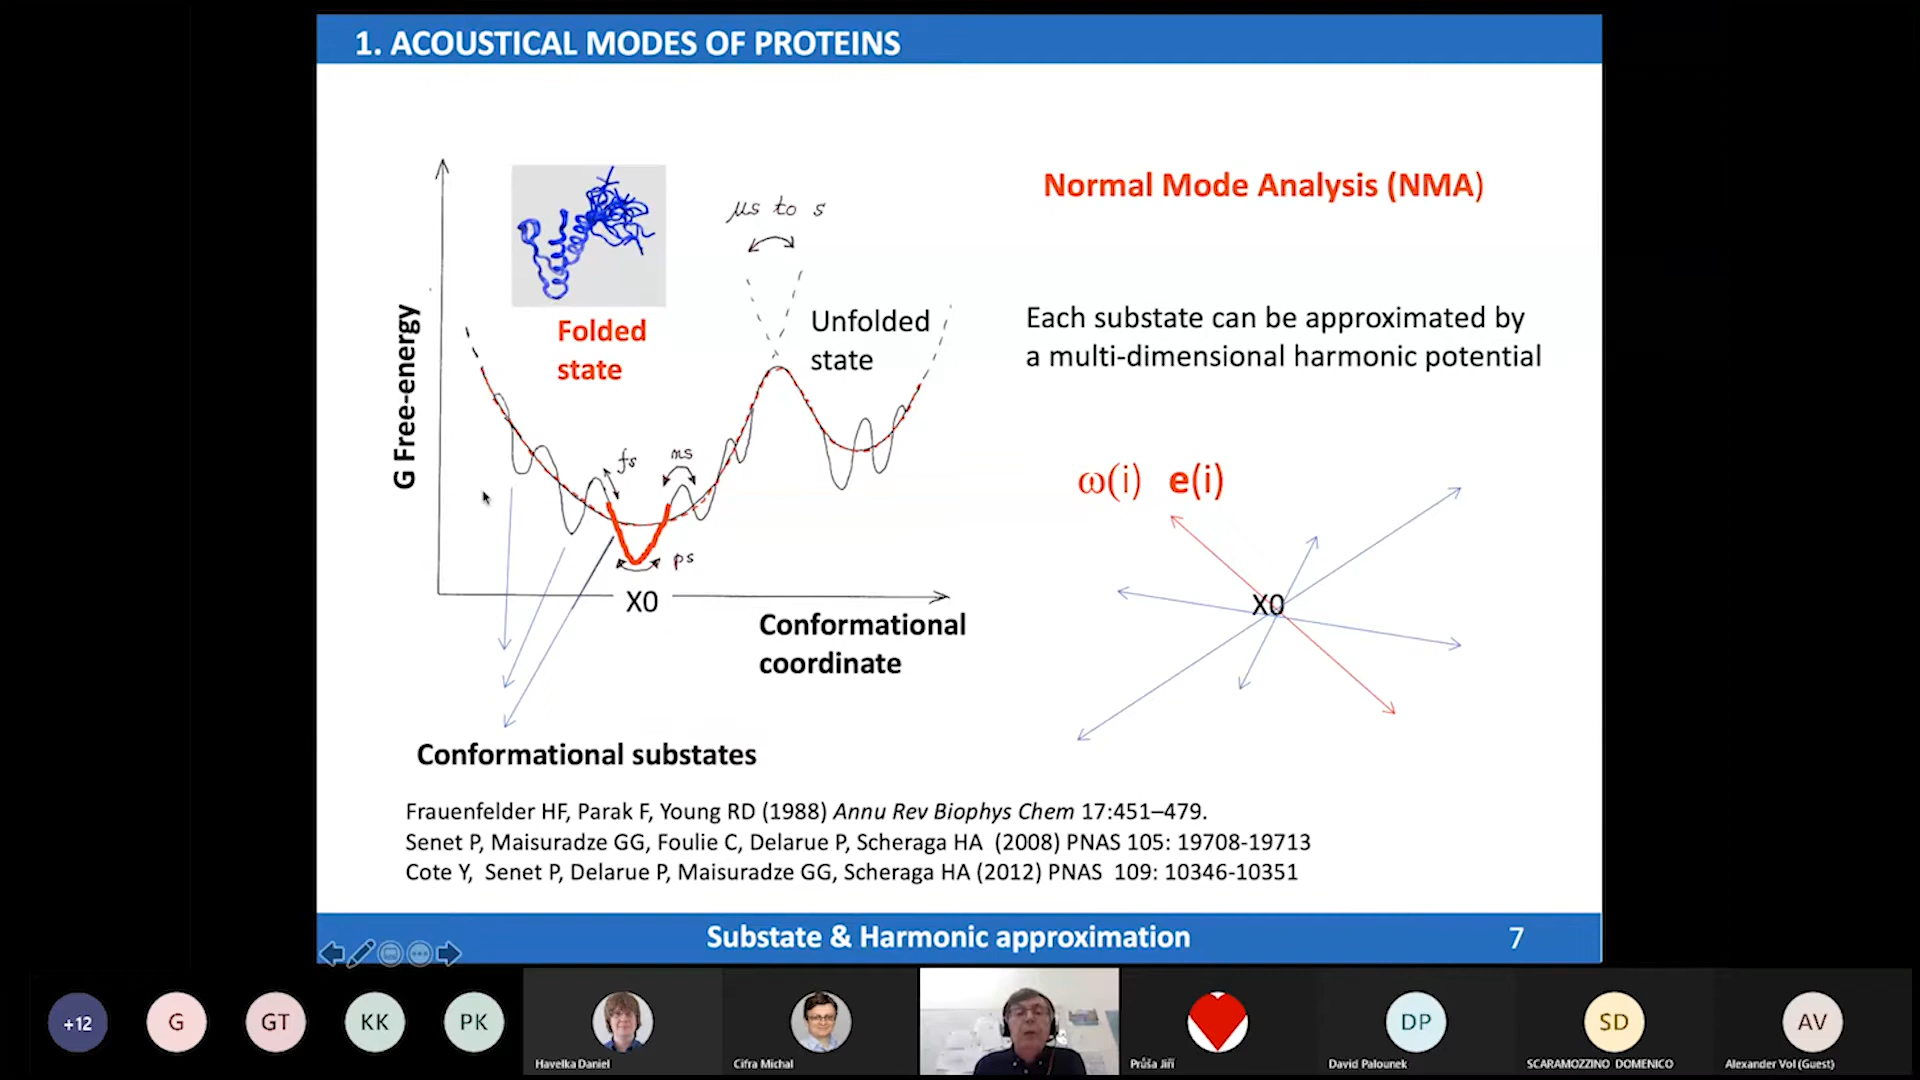 1. ACOUSTICAL MODES OF PROTEINS
Normal Mode Analysis (NMA)
µs to s
Folded
state
Unfolded
state
Each substate can be approximated by
a multi-dimensional harmonic potential
G Free-energy
fs
ns
ps
ω(i) e(i)
X0
X0
Conformational
coordinate
Conformational substates
Frauenfelder HF, Parak F, Young RD (1988) Annu Rev Biophys Chem 17:451–479.
Senet P, Maisuradze GG, Foulie C, Delarue P, Scheraga HA (2008) PNAS 105: 19708-19713
Cote Y, Senet P, Delarue P, Maisuradze GG, Scheraga HA (2012) PNAS 109: 10346-10351
Substate & Harmonic approximation
7
+12
G
GT
KK
PK
DP
SD
AV
Havelka Daniel
Cifra Michal
Průša Jiří
David Palounek
SCARAMOZZINO DOMENICO
Alexander Vol (Guest)